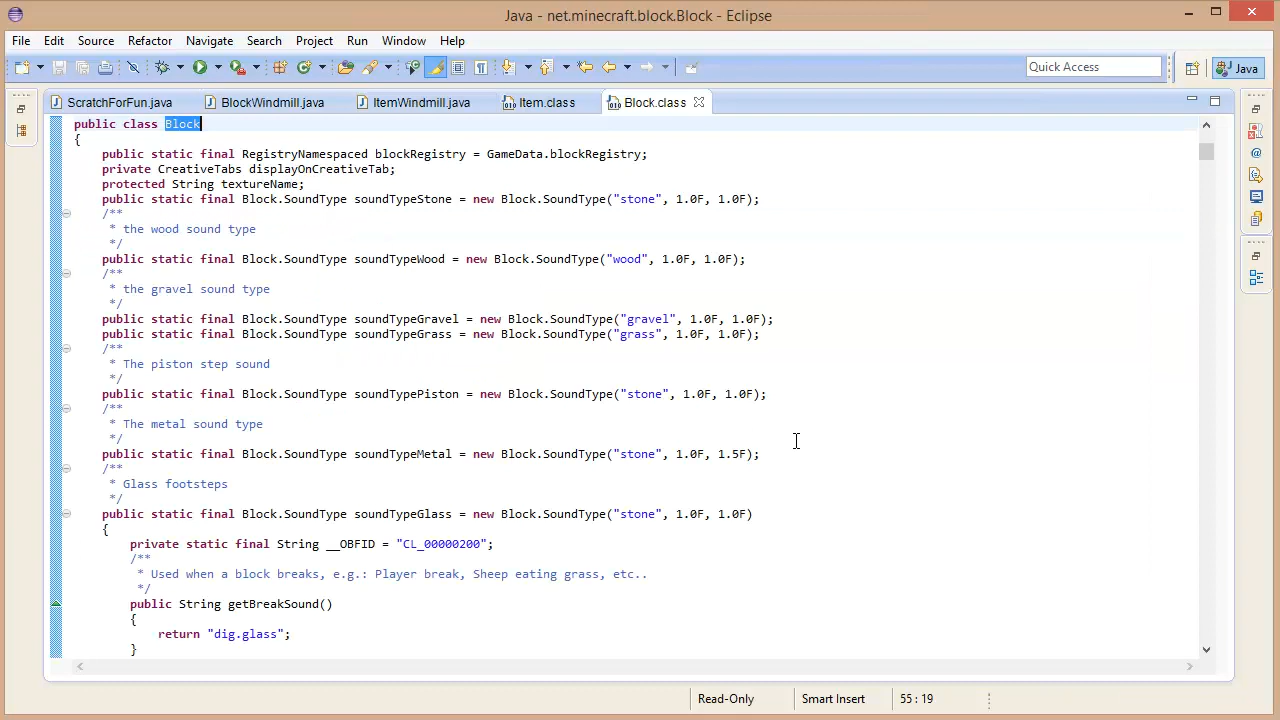 Java - net.minecraft.block.Block - Eclipse
File Edit Source Refactor Navigate Search Project Run Window Help
Quick Access
Java
ScratchForFun.java BlockWindmill.java ItemWindmill.java Item.class Block.class
public class Block
{
public static final RegistryNamespaced blockRegistry = GameData.blockRegistry;
private CreativeTabs displayOnCreativeTab;
protected String textureName;
public static final Block.SoundType soundTypeStone = new Block.SoundType("stone", 1.0F, 1.0F);
/**
* the wood sound type
*/
public static final Block.SoundType soundTypeWood = new Block.SoundType("wood", 1.0F, 1.0F);
/**
* the gravel sound type
*/
public static final Block.SoundType soundTypeGravel = new Block.SoundType("gravel", 1.0F, 1.0F);
public static final Block.SoundType soundTypeGrass = new Block.SoundType("grass", 1.0F, 1.0F);
/**
* The piston step sound
*/
public static final Block.SoundType soundTypePiston = new Block.SoundType("stone", 1.0F, 1.0F);
/**
* The metal sound type
*/
public static final Block.SoundType soundTypeMetal = new Block.SoundType("stone", 1.0F, 1.5F);
/**
* Glass footsteps
*/
public static final Block.SoundType soundTypeGlass = new Block.SoundType("stone", 1.0F, 1.0F)
{
private static final String __OBFID = "CL_00000200";
/**
* Used when a block breaks, e.g.: Player break, Sheep eating grass, etc..
*/
public String getBreakSound()
{
return "dig.glass";
}
Read-Only Smart Insert 55 : 19